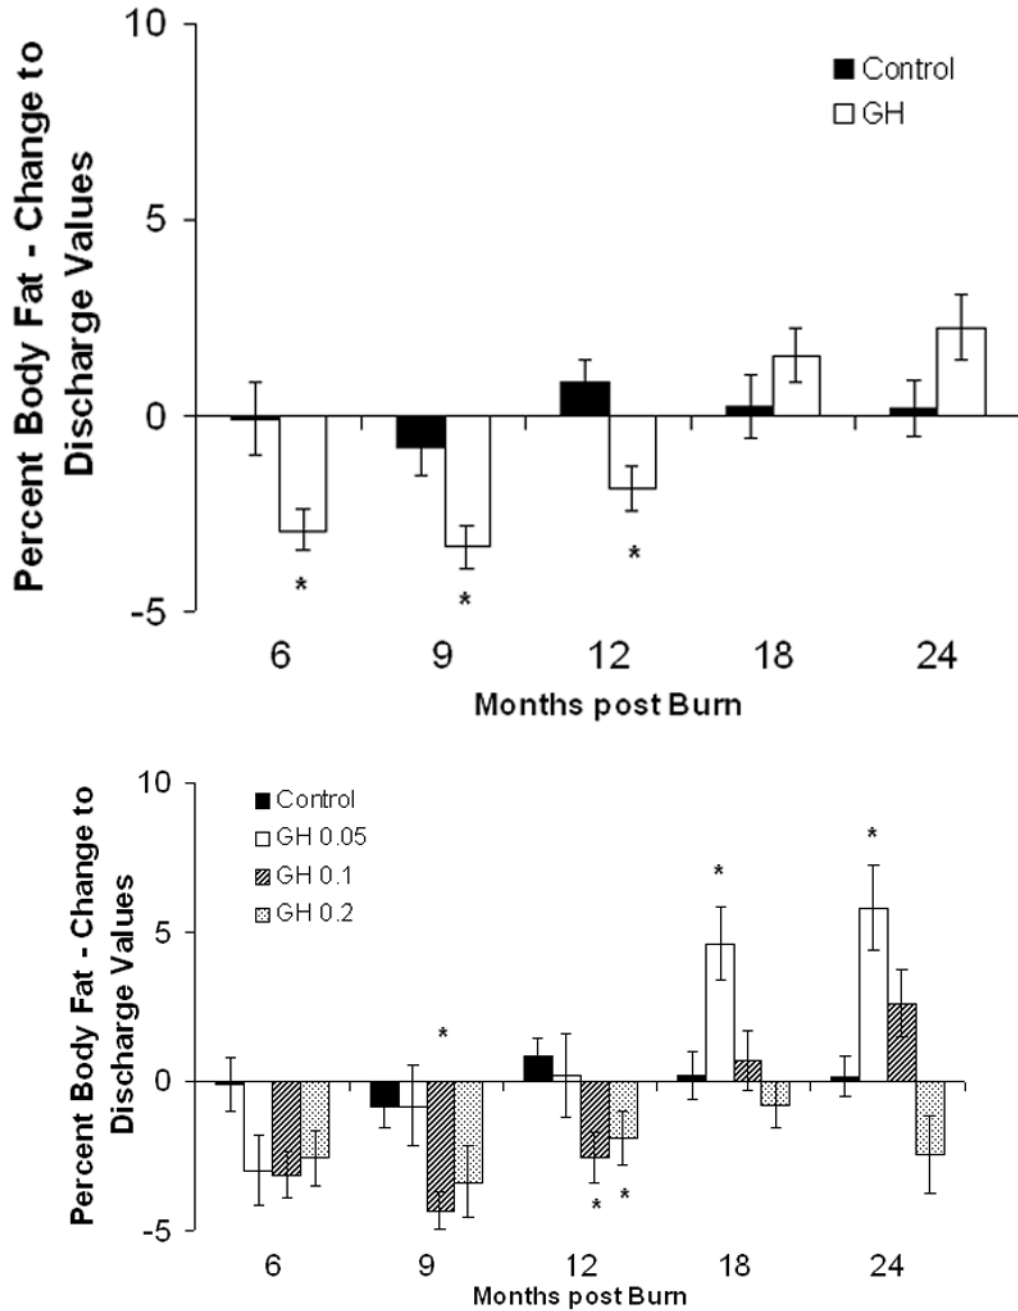 Percent Body Fat - Change to
Discharge Values
10
5
0
-5
Control
GH
*
*
*
6 9 12 18 24
Months post Burn
Percent Body Fat - Change to
Discharge Values
10
5
0
-5
Control
GH 0.05
GH 0.1
GH 0.2
*
*
*
*
*
6 9 12 18 24
Months post Burn